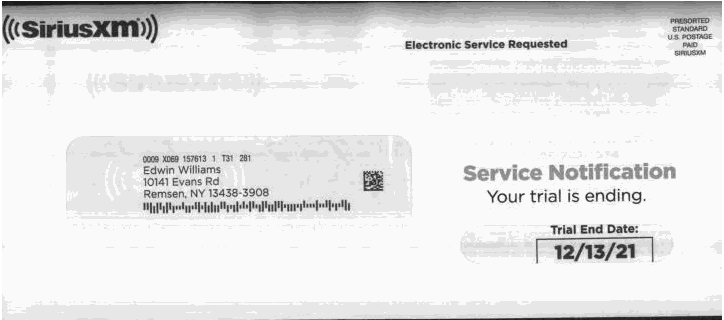 (((SiriusXM)))
PRESORTED
STANDARD
U.S. POSTAGE
PAID
SIRIUSXM
Electronic Service Requested
0009 X069 157613 1 T31 281
Edwin Williams
10141 Evans Rd
Remsen, NY 13438-3908
Service Notification
Your trial is ending.
Trial End Date:
12/13/21